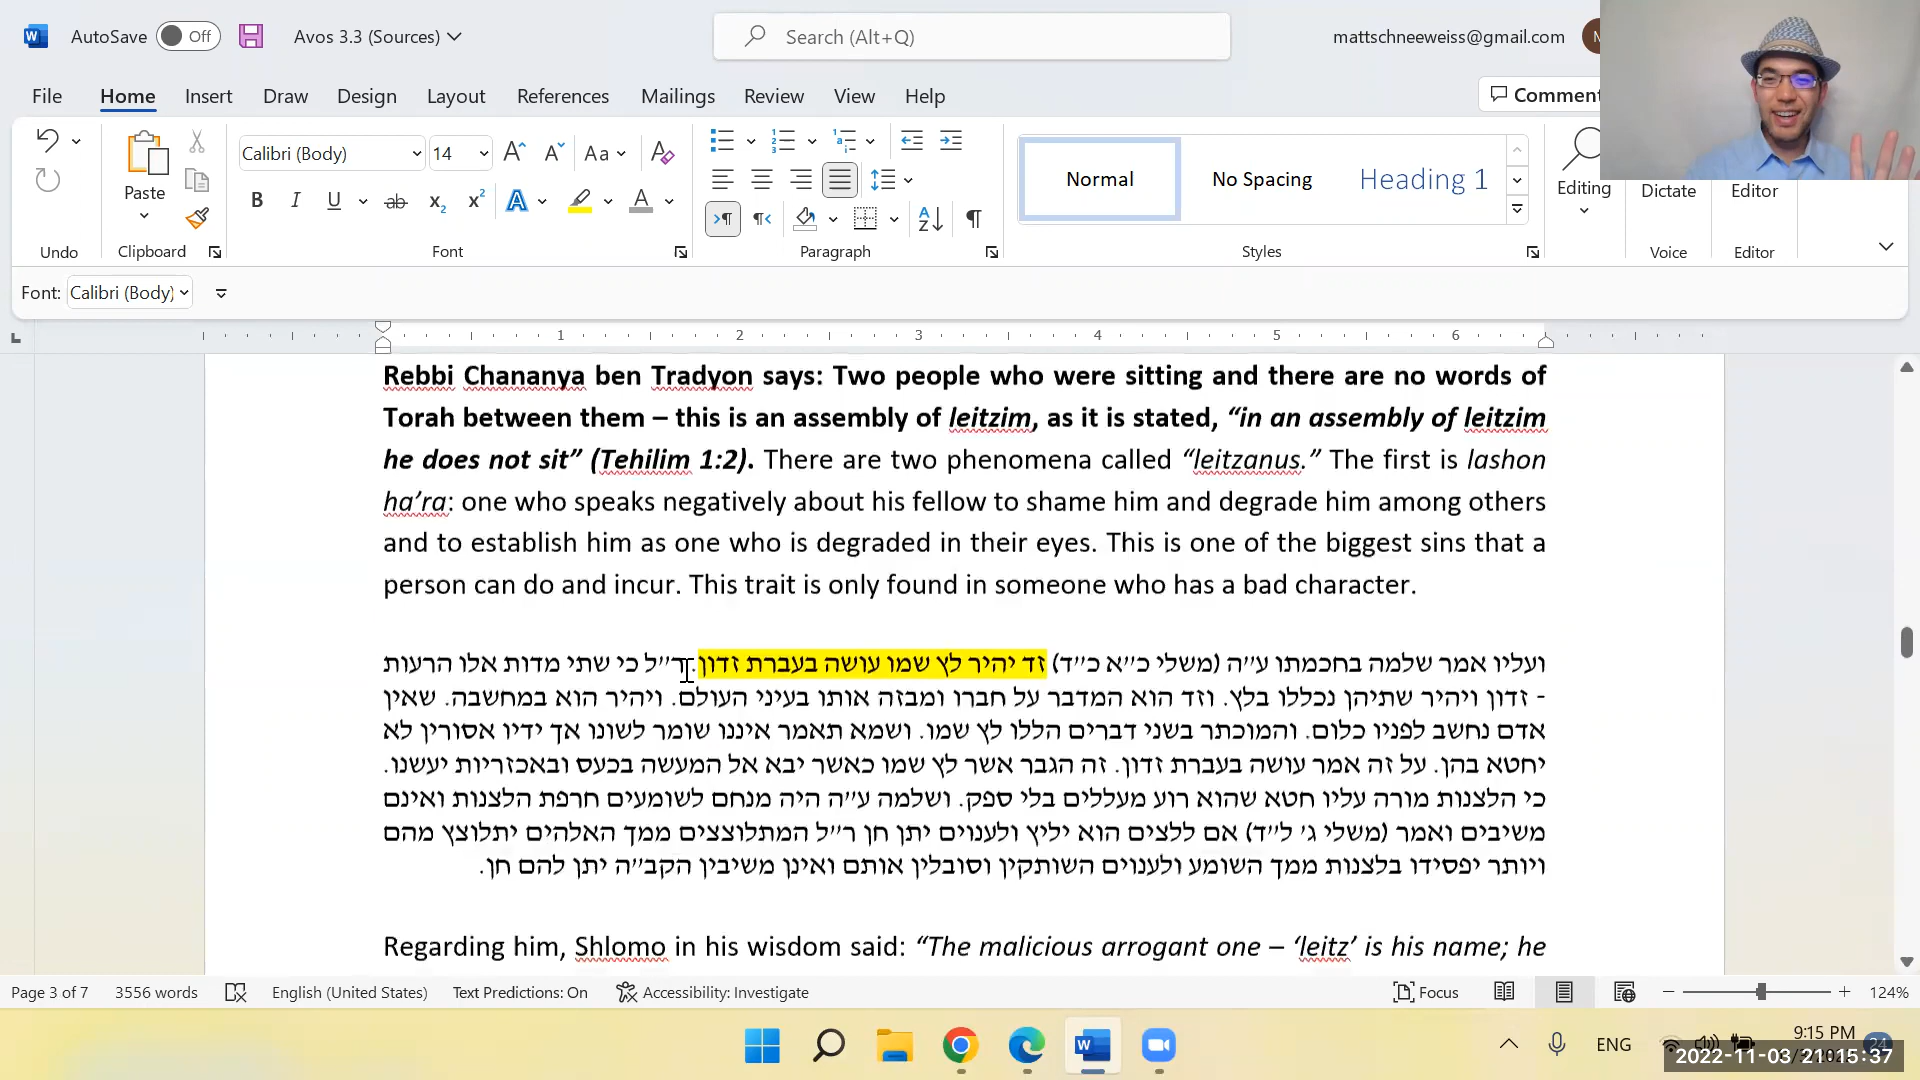 AutoSave Off Avos 3.3 (Sources) Search (Alt+Q) mattschneeweiss@gmail.com
File Home Insert Draw Design Layout References Mailings Review View Help
Calibri (Body) 14 Aa
Paste Normal No Spacing Heading 1 Editing Dictate Editor
B I U ab x₂ x² A A
Undo Clipboard Font Paragraph Styles Voice Editor
Font: Calibri (Body)
1 2 3 4 5 6
Rebbi Chananya ben Tradyon says: Two people who were sitting and there are no words of
Torah between them – this is an assembly of leitzim, as it is stated, “in an assembly of leitzim
he does not sit” (Tehilim 1:2). There are two phenomena called “leitzanus.” The first is lashon
ha’ra: one who speaks negatively about his fellow to shame him and degrade him among others
and to establish him as one who is degraded in their eyes. This is one of the biggest sins that a
person can do and incur. This trait is only found in someone who has a bad character.
ועליו אמר שלמה בחכמתו ע״ה (משלי כ״א כ״ד) זד יהיר לץ שמו עושה בעברת זדון. ר״ל כי שתי מדות אלו הרעות
- זדון ויהיר שתיהן נכללו בלץ. וזד הוא המדבר על חברו ומבזה אותו בעיני העולם. ויהיר הוא במחשבה. שאין
אדם נחשב לפניו כלום. והמוכתר בשני דברים הללו לץ שמו. ושמא תאמר איננו שומר לשונו אך ידיו אסורין לא
יחטא בהן. על זה אמר עושה בעברת זדון. זה הגבר אשר לץ שמו כאשר יבא אל המעשה בכעס ובאכזריות יעשנו.
כי הלצנות מורה עליו חטא שהוא רוע מעללים בלי ספק. ושלמה ע״ה היה מנחם לשומעים חרפת הלצנות ואינם
משיבים ואמר (משלי ג׳ ל״ד) אם ללצים הוא יליץ ולענוים יתן חן ר״ל המתלוצצים ממך האלהים יתלוצץ מהם
ויותר יפסידו בלצנות ממך השומע ולענוים השותקין וסובלין אותם ואינן משיבין הקב״ה יתן להם חן.
Regarding him, Shlomo in his wisdom said: “The malicious arrogant one – ‘leitz’ is his name; he
Page 3 of 7 3556 words English (United States) Text Predictions: On Accessibility: Investigate Focus 124%
ENG 9:15 PM
2022-11-03 21:15:37